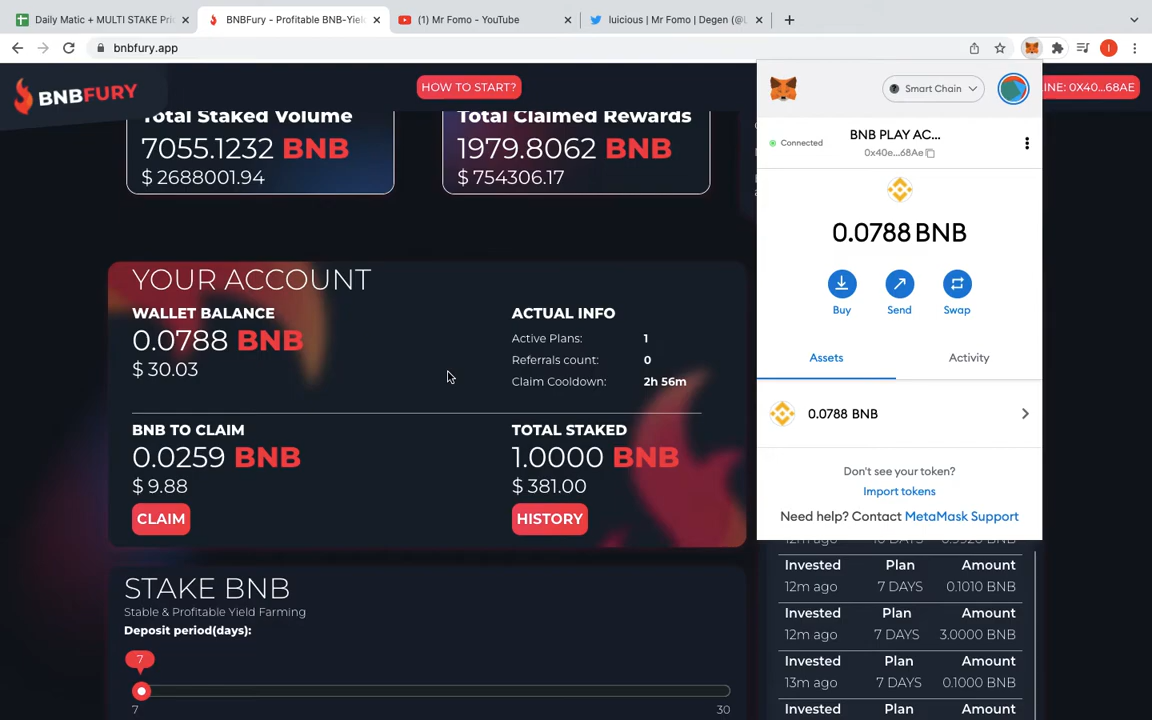 Daily Matic + MULTI STAKE Pri
BNBFury - Profitable BNB-Yiel
(1) Mr Fomo - YouTube
luicious | Mr Fomo | Degen (@L
bnbfury.app
BNBFURY
HOW TO START?
LINE: 0X40...68AE
Total Staked Volume
7055.1232 BNB
$ 2688001.94
Total Claimed Rewards
1979.8062 BNB
$ 754306.17
YOUR ACCOUNT
WALLET BALANCE
0.0788 BNB
$ 30.03
ACTUAL INFO
Active Plans: 1
Referrals count: 0
Claim Cooldown: 2h 56m
BNB TO CLAIM
0.0259 BNB
$ 9.88
CLAIM
TOTAL STAKED
1.0000 BNB
$ 381.00
HISTORY
STAKE BNB
Stable & Profitable Yield Farming
Deposit period(days):
7
7 30
Smart Chain
Connected
BNB PLAY AC...
0x40e...68Ae
0.0788 BNB
Buy Send Swap
Assets Activity
0.0788 BNB
Don't see your token?
Import tokens
Need help? Contact MetaMask Support
Invested Plan Amount
12m ago 7 DAYS 0.1010 BNB
Invested Plan Amount
12m ago 7 DAYS 3.0000 BNB
Invested Plan Amount
13m ago 7 DAYS 0.1000 BNB
Invested Plan Amount